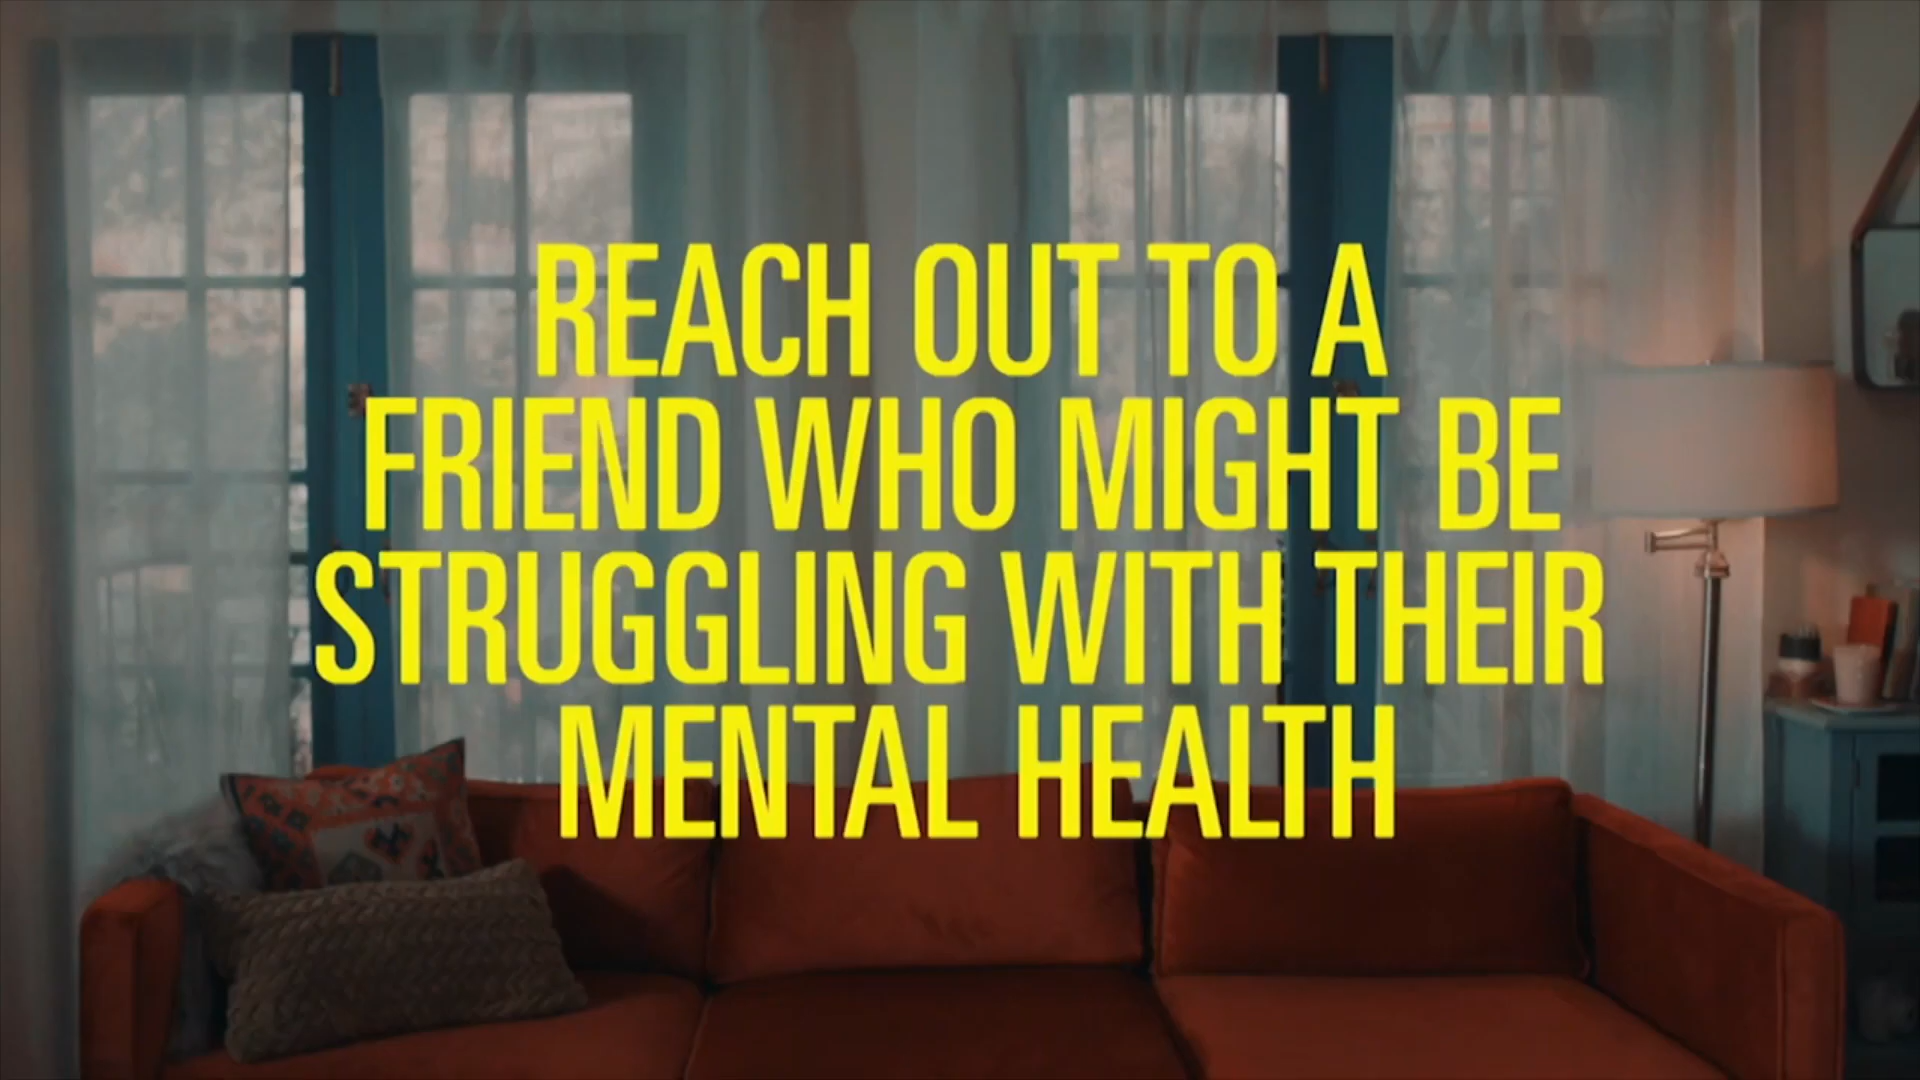 REACH OUT TO A
FRIEND WHO MIGHT BE
STRUGGLING WITH THEIR
MENTAL HEALTH